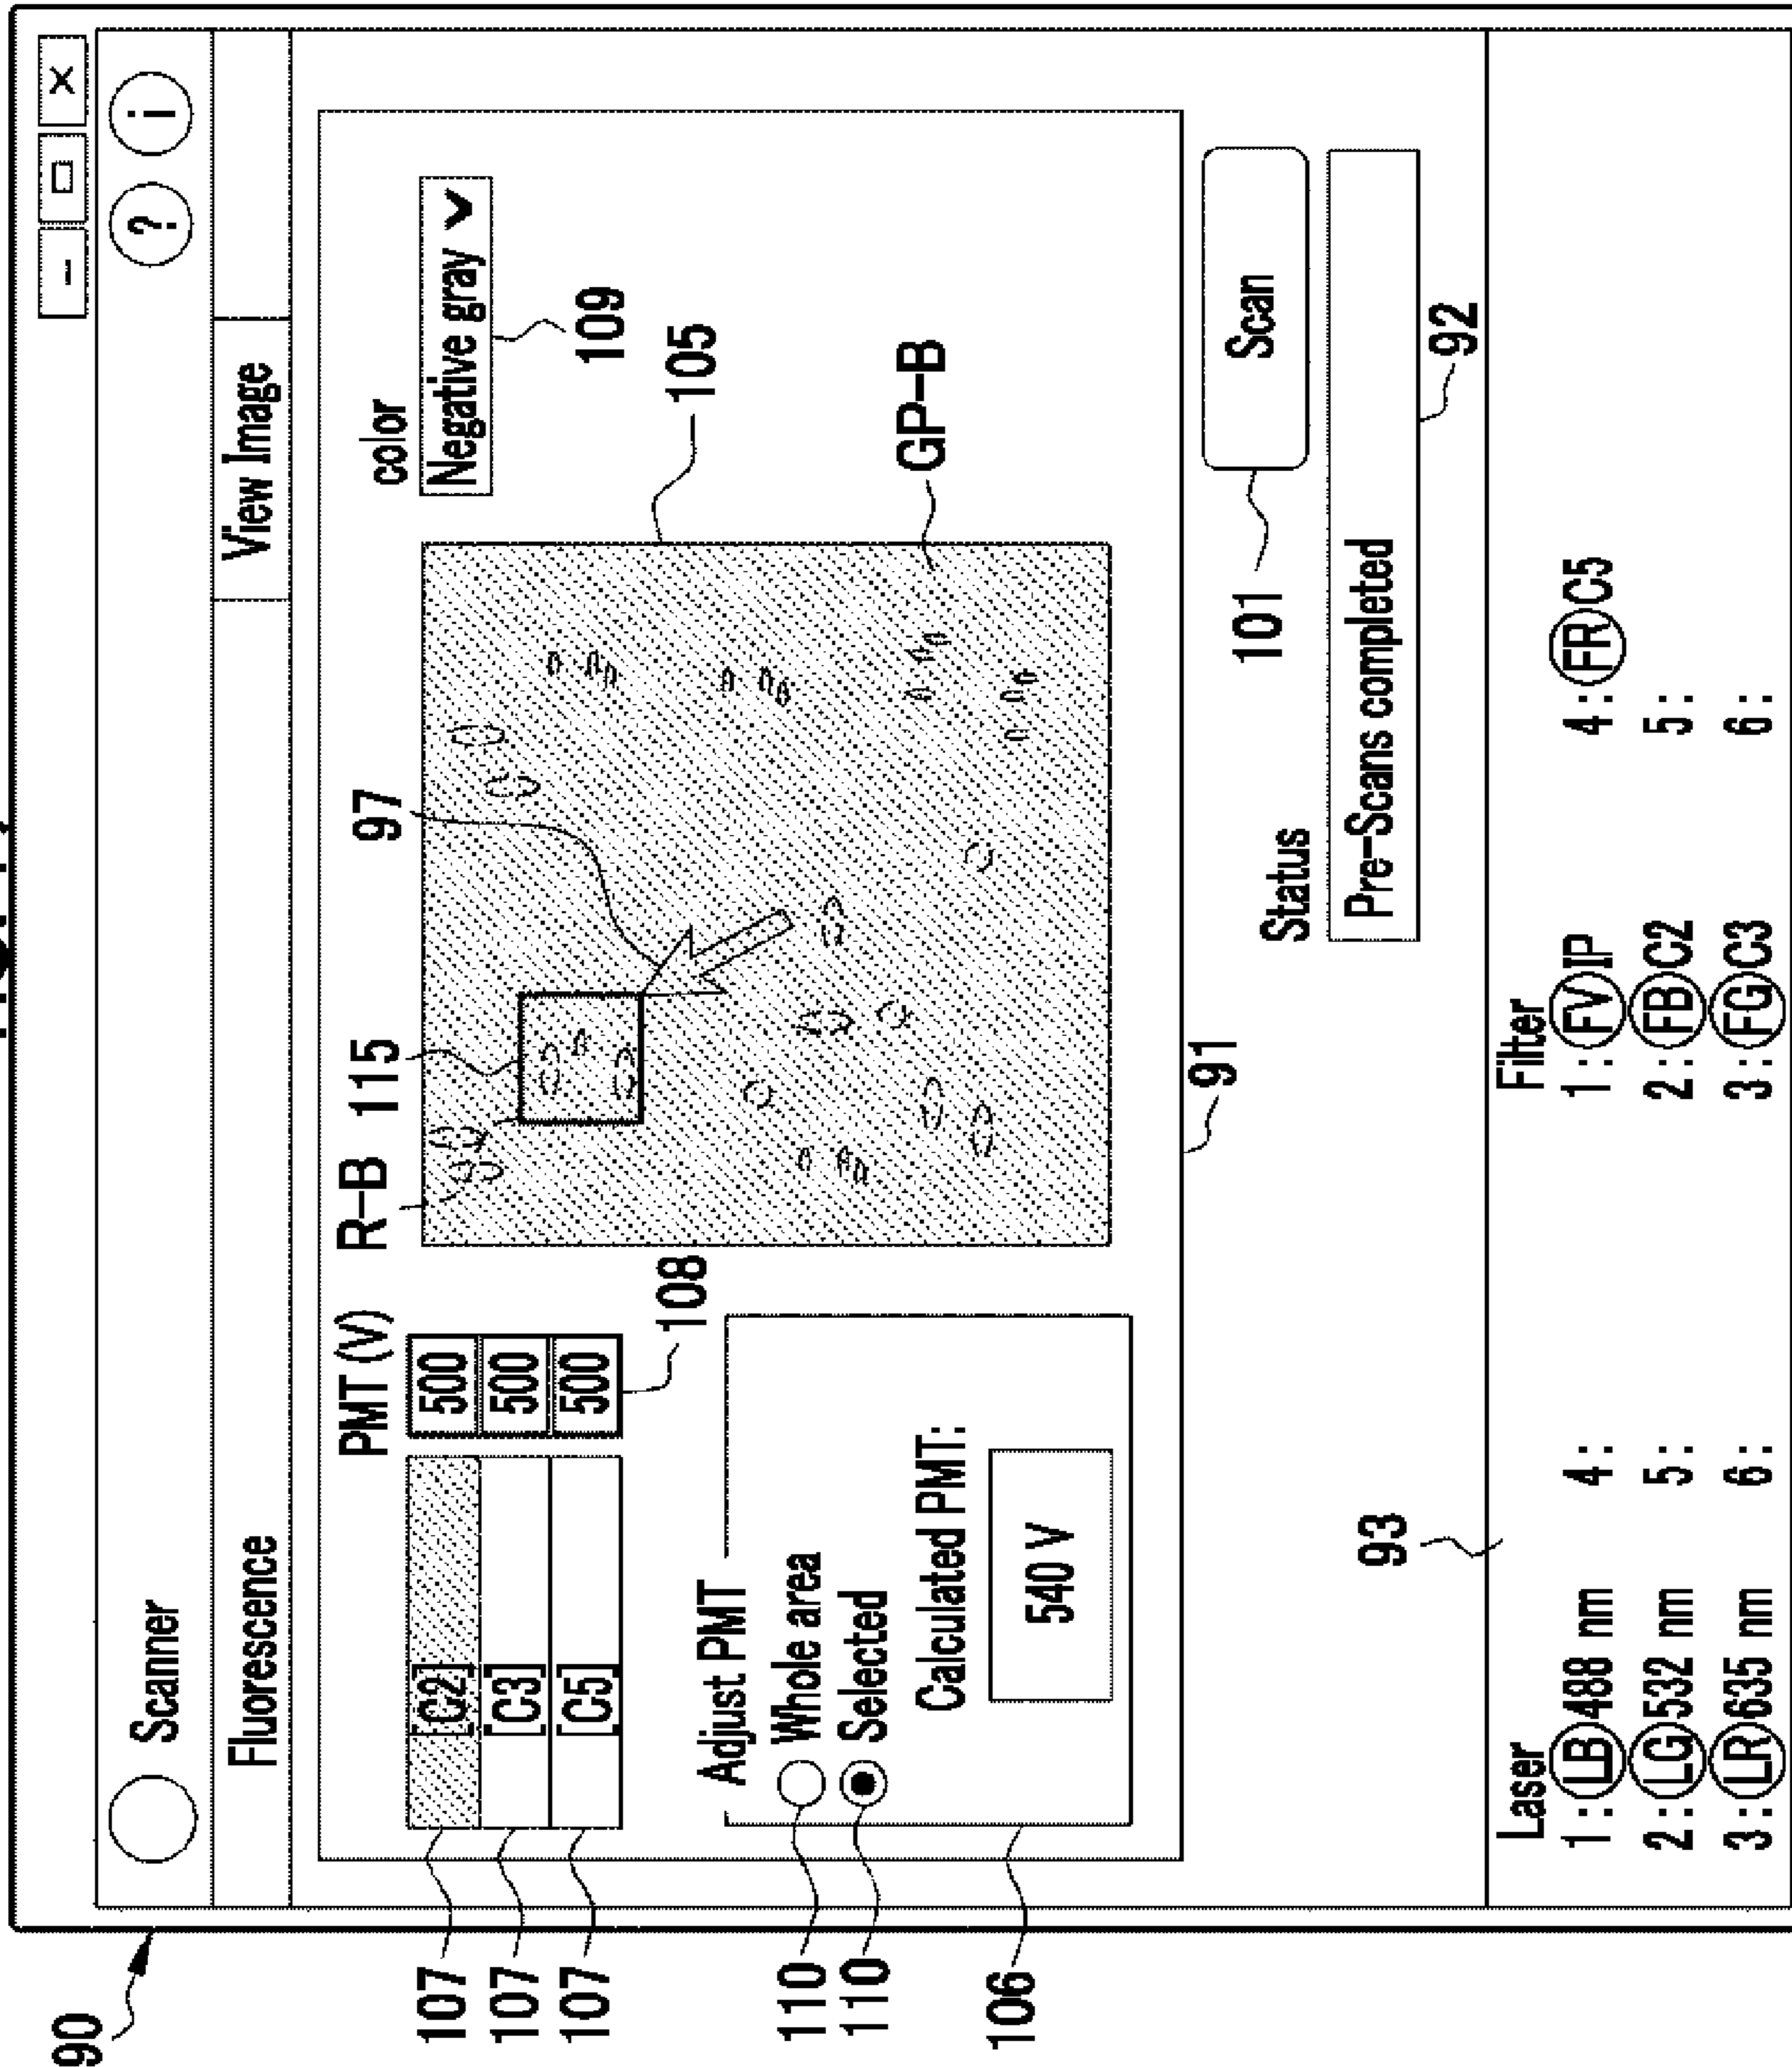 90
- □ X
Scanner
? i
Fluorescence
View Image
PMT (V)
R-B
115
97
color
Negative gray
109
107
[C2]
500
107
[C3]
500
107
[C5]
500
108
105
Adjust PMT
110
Whole area
110
Selected
Calculated PMT:
540 V
106
GP-B
91
101
Scan
Status
Pre-Scans completed
92
93
Laser
Filter
1 : LB 488 nm 4 : 1 : FV IP 4 : FR C5
2 : LG 532 nm 5 : 2 : FB C2 5 :
3 : LR 635 nm 6 : 3 : FG C3 6 :